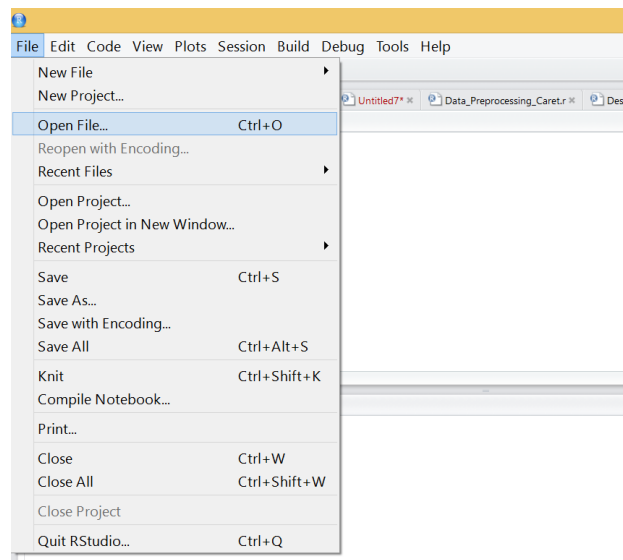 File Edit Code View Plots Session Build Debug Tools Help
New File
New Project...
Untitled7* × Data_Preprocessing_Caret.r × Des
Open File... Ctrl+O
Reopen with Encoding...
Recent Files
Open Project...
Open Project in New Window...
Recent Projects
Save Ctrl+S
Save As...
Save with Encoding...
Save All Ctrl+Alt+S
Knit Ctrl+Shift+K
Compile Notebook...
Print...
Close Ctrl+W
Close All Ctrl+Shift+W
Close Project
Quit RStudio... Ctrl+Q